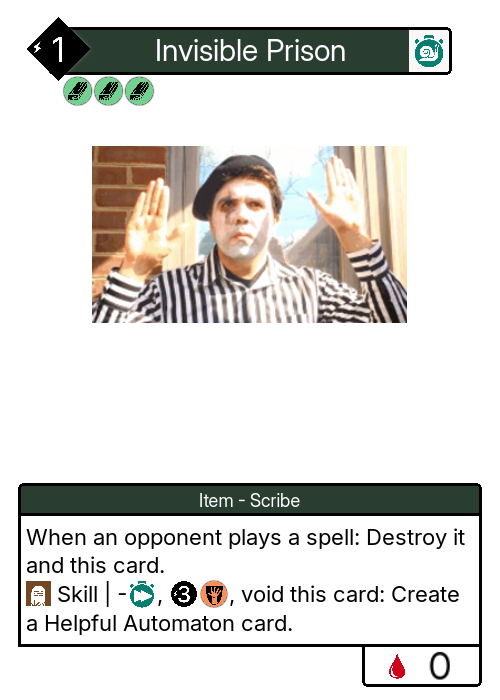 1
Invisible Prison
Item - Scribe
When an opponent plays a spell: Destroy it
and this card.
Skill | - , 3 , void this card: Create
a Helpful Automaton card.
0